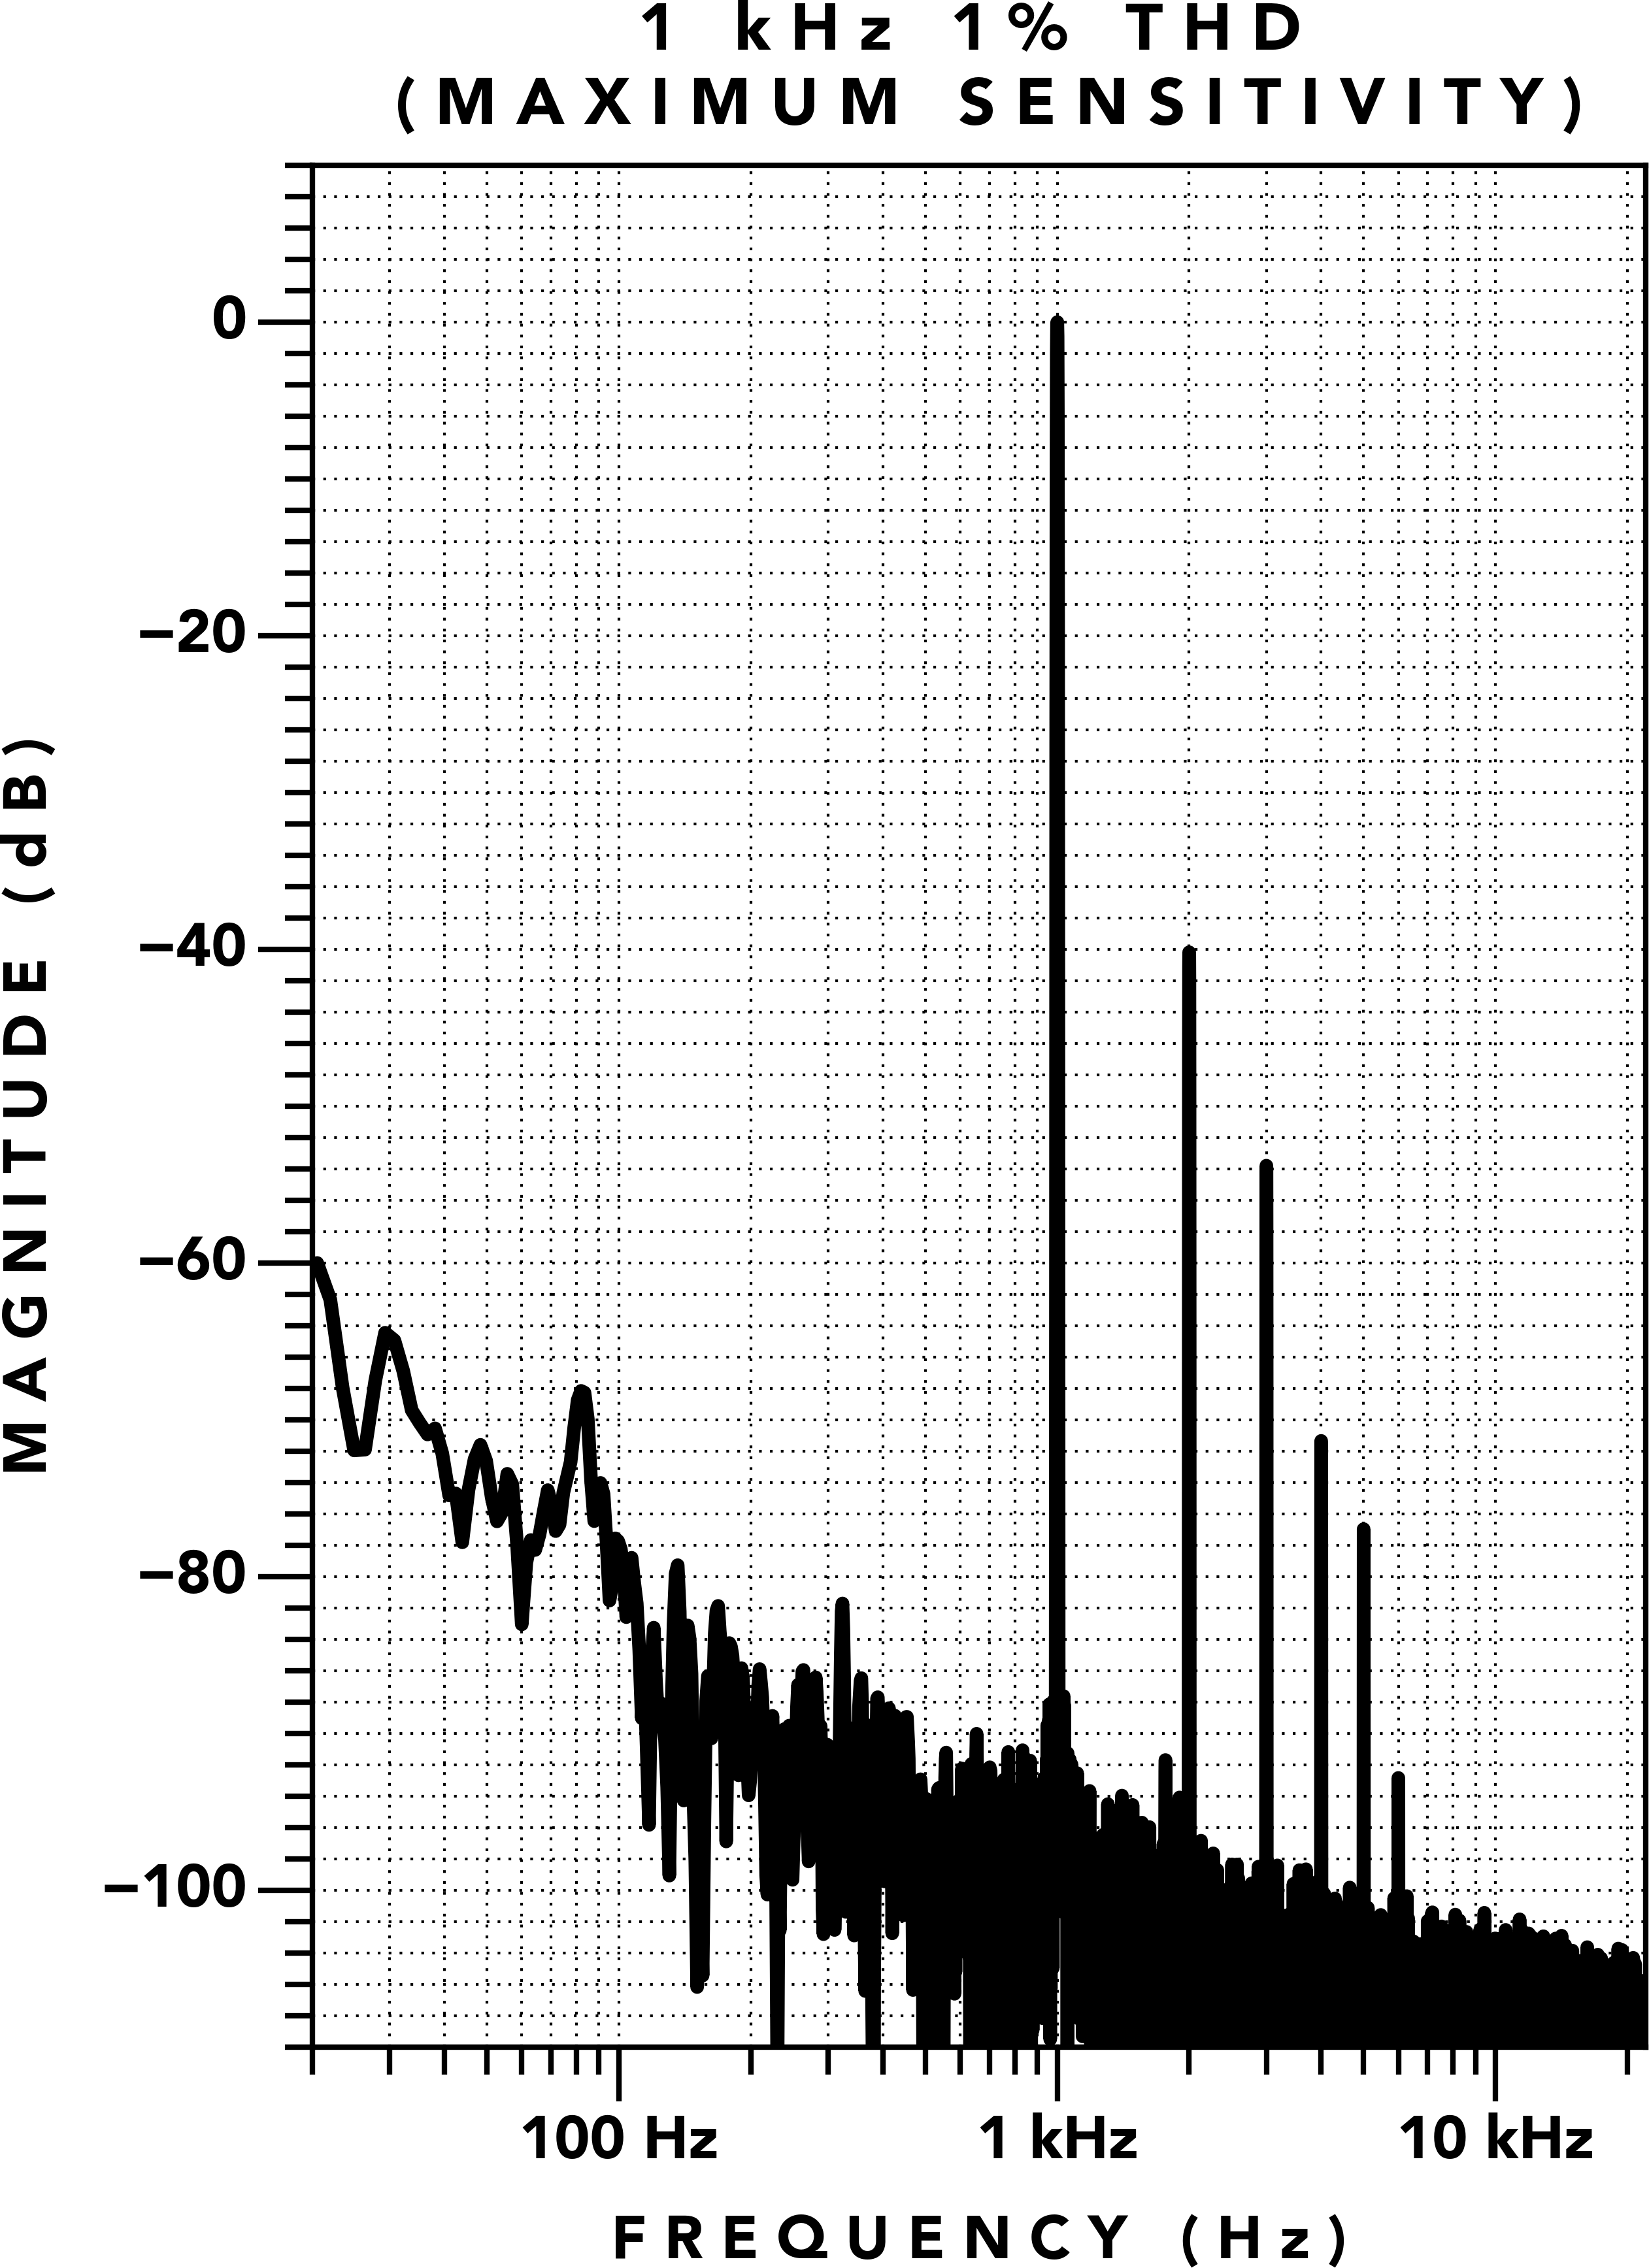 1 kHz 1% THD
(MAXIMUM SENSITIVITY)
0
−20
−40
−60
−80
−100
MAGNITUDE (dB)
100 Hz 1 kHz 10 kHz
FREQUENCY (Hz)